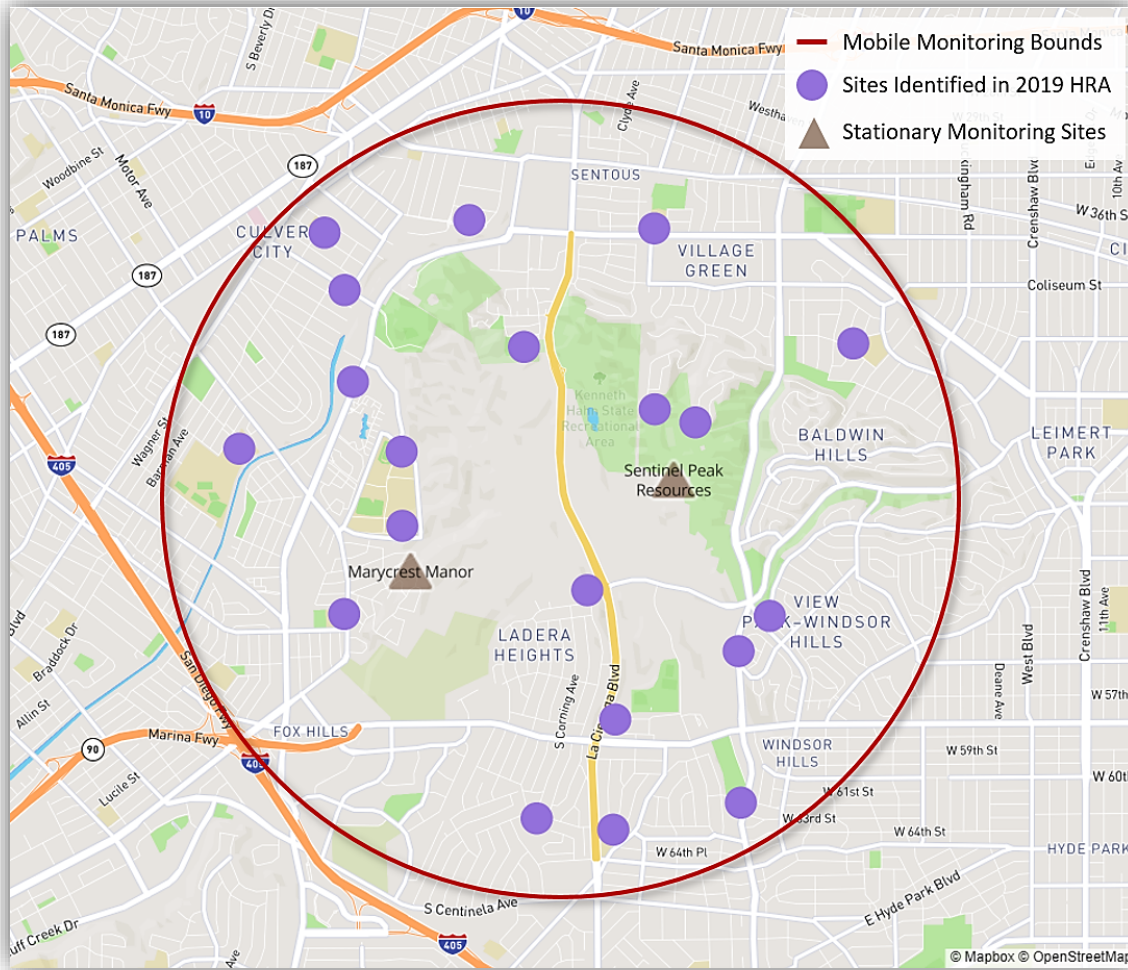 10
S Beverly Dr
Santa Monica Fwy
Mobile Monitoring Bounds
Sites Identified in 2019 HRA
Stationary Monitoring Sites
Santa Monica Fwy
10
Clyde Ave
W 29th St
Woodbine St
Motor Ave
187
SENTOUS
Crenshaw Blvd
10th Av
W 36th S
PALMS
CULVER
CITY
VILLAGE
GREEN
187
Coliseum St
187
Kenneth
Hahn State
Recreational
Area
Wagner St
Barman Ave
BALDWIN
HILLS
LEIMERT
PARK
405
Sentinel Peak
Resources
Marycrest Manor
VIEW
PARK-WINDSOR
HILLS
LADERA
HEIGHTS
Crenshaw Blvd
11th Ave
West Blvd
Deane Ave
Braddock Dr
San Diego Fwy
S Corning Ave
W 57th
Allin St
90
Marina Fwy
FOX HILLS
405
WINDSOR
HILLS
W 59th St
W 60th
Lucile St
W 61st St
W 63rd St
W 64th St
W 64th Pl
HYDE PARK
S Centinela Ave
E Hyde Park Blvd
uff Creek Dr
Ave
405
© Mapbox © OpenStreetMap